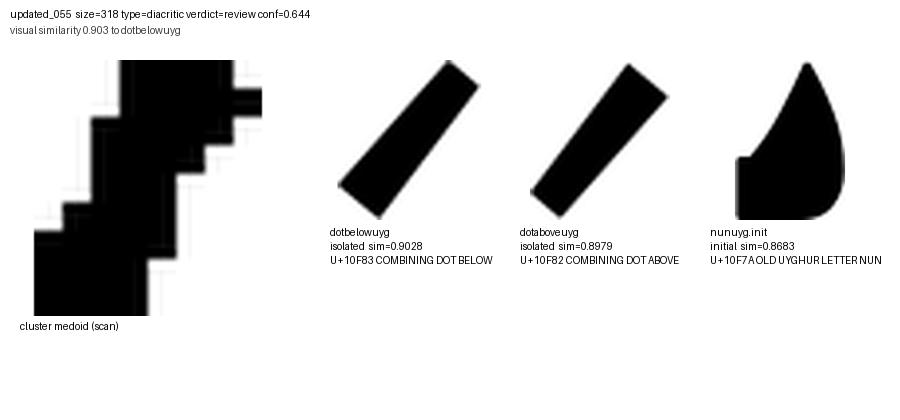 updated_055 size=318 type=diacritic verdict=review conf=0.644
visual similarity 0.903 to dotbelowuyg
dotbelowuyg
isolated sim=0.9028
U+10F83 COMBINING DOT BELOW
dotaboveuyg
isolated sim=0.8979
U+10F82 COMBINING DOT ABOVE
nunuyg.init
initial sim=0.8683
U+10F7A OLD UYGHUR LETTER NUN
cluster medoid (scan)